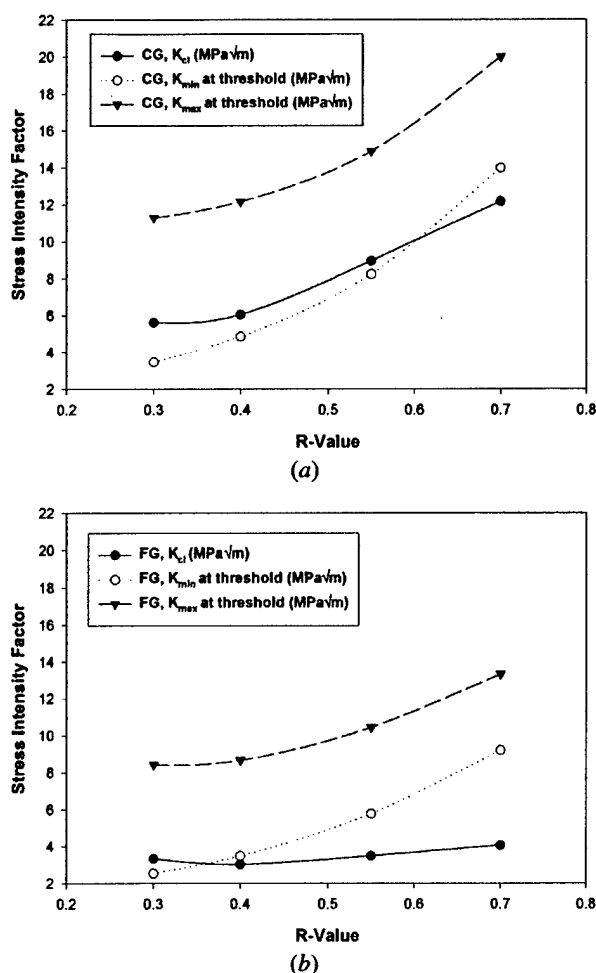 22
20
18
16
14
12
10
8
6
4
2
Stress Intensity Factor
CG, Kcl (MPa√m)
CG, Kmin at threshold (MPa√m)
CG, Kmax at threshold (MPa√m)
0.2 0.3 0.4 0.5 0.6 0.7 0.8
R-Value
(a)
22
20
18
16
14
12
10
8
6
4
2
Stress Intensity Factor
FG, Kcl (MPa√m)
FG, Kmin at threshold (MPa√m)
FG, Kmax at threshold (MPa√m)
0.2 0.3 0.4 0.5 0.6 0.7 0.8
R-Value
(b)